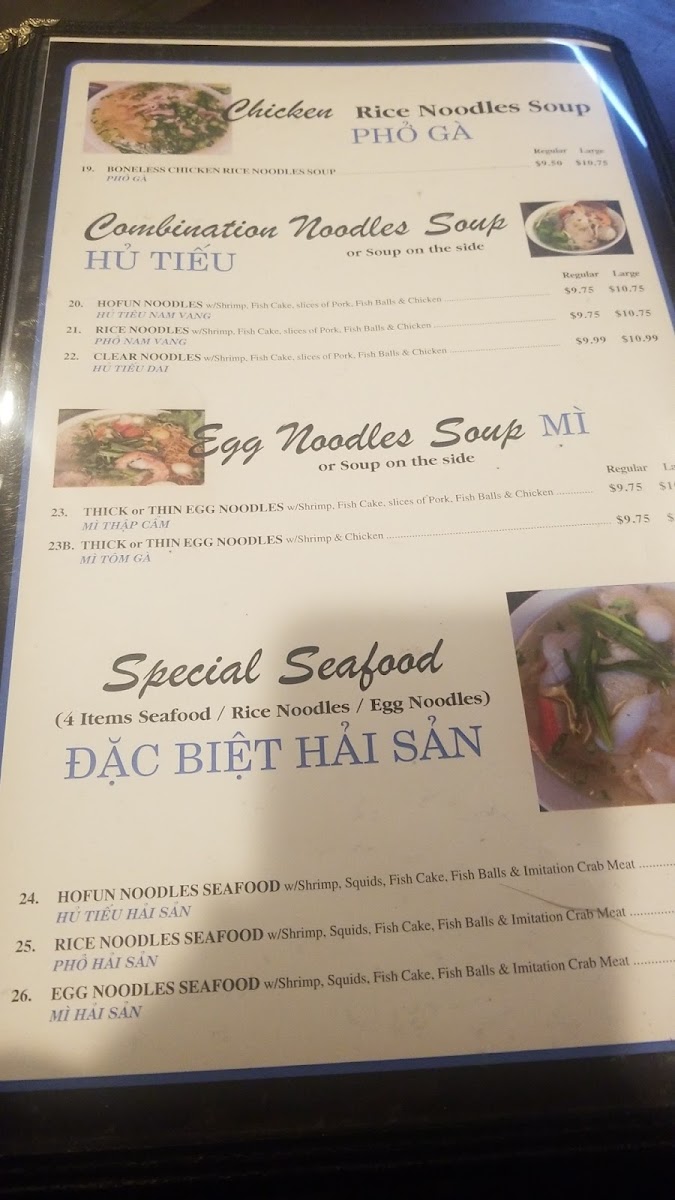 Chicken Rice Noodles Soup
PHỞ GÀ
Regular Large
19. BONELESS CHICKEN RICE NOODLES SOUP $9.50 $10.75
PHỞ GÀ
Combination Noodles Soup
or Soup on the side
HỦ TIẾU
Regular Large
20. HOFUN NOODLES w/Shrimp, Fish Cake, slices of Pork, Fish Balls & Chicken $9.75 $10.75
HỦ TIẾU NAM VANG
21. RICE NOODLES w/Shrimp, Fish Cake, slices of Pork, Fish Balls & Chicken $9.75 $10.75
PHỞ NAM VANG
22. CLEAR NOODLES w/Shrimp, Fish Cake, slices of Pork, Fish Balls & Chicken $9.99 $10.99
HỦ TIẾU DAI
Egg Noodles Soup MÌ
or Soup on the side
Regular
23. THICK or THIN EGG NOODLES w/Shrimp, Fish Cake, slices of Pork, Fish Balls & Chicken $9.75
MÌ THẬP CẨM
23B. THICK or THIN EGG NOODLES w/Shrimp & Chicken $9.75
MÌ TÔM GÀ
Special Seafood
(4 Items Seafood / Rice Noodles / Egg Noodles)
ĐẶC BIỆT HẢI SẢN
24. HOFUN NOODLES SEAFOOD w/Shrimp, Squids, Fish Cake, Fish Balls & Imitation Crab Meat
HỦ TIẾU HẢI SẢN
25. RICE NOODLES SEAFOOD w/Shrimp, Squids, Fish Cake, Fish Balls & Imitation Crab Meat
PHỞ HẢI SẢN
26. EGG NOODLES SEAFOOD w/Shrimp, Squids, Fish Cake, Fish Balls & Imitation Crab Meat
MÌ HẢI SẢN